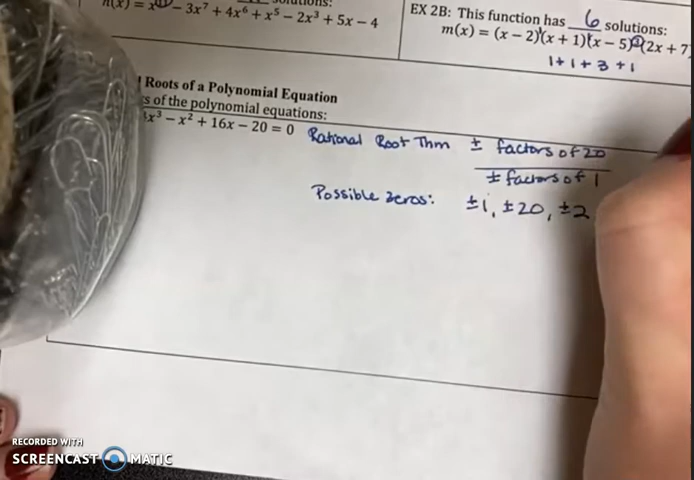 n(x) = x¹¹ − 3x⁷ + 4x⁶ + x⁵ − 2x³ + 5x − 4
EX 2B: This function has 6 solutions:
m(x) = (x − 2)(x + 1)(x − 5)³(2x + 7
1 + 1 + 3 + 1
Roots of a Polynomial Equation
of the polynomial equations:
x³ − x² + 16x − 20 = 0
Rational Root Thm ± factors of 20
± factors of 1
Possible zeros: ±1, ±20, ±2
RECORDED WITH
SCREENCAST MATIC